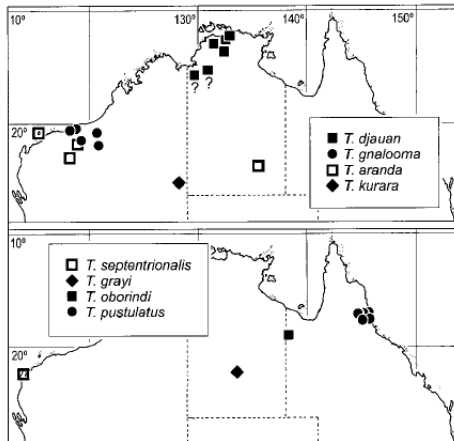 10°
130°
140°
150°
?
?
20°
T. djauan
T. gnalooma
T. aranda
T. kurara
10°
T. septentrionalis
T. grayi
T. oborindi
T. pustulatus
20°